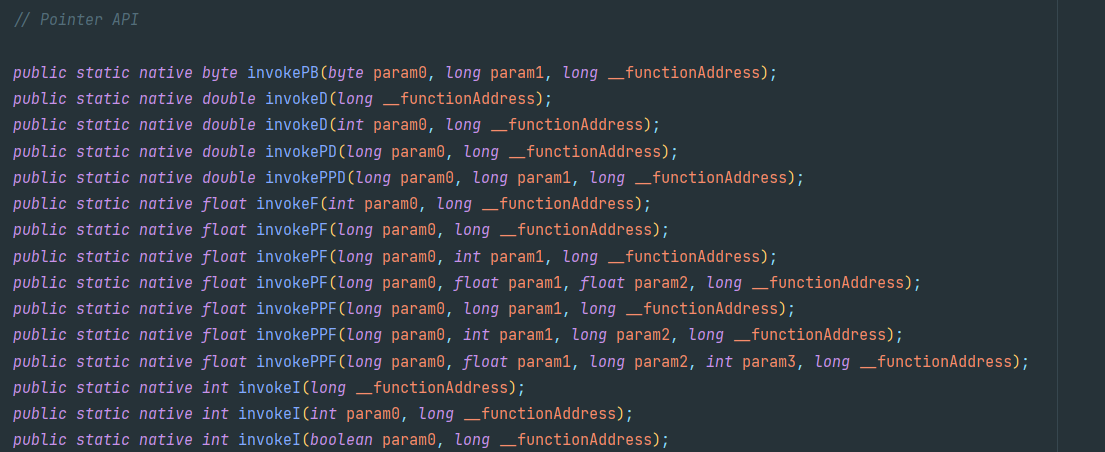 // Pointer API
public static native byte invokePB(byte param0, long param1, long __functionAddress);
public static native double invokeD(long __functionAddress);
public static native double invokeD(int param0, long __functionAddress);
public static native double invokePD(long param0, long __functionAddress);
public static native double invokePPD(long param0, long param1, long __functionAddress);
public static native float invokeF(int param0, long __functionAddress);
public static native float invokePF(long param0, long __functionAddress);
public static native float invokePF(long param0, int param1, long __functionAddress);
public static native float invokePF(long param0, float param1, float param2, long __functionAddress);
public static native float invokePPF(long param0, long param1, long __functionAddress);
public static native float invokePPF(long param0, int param1, long param2, long __functionAddress);
public static native float invokePPF(long param0, float param1, long param2, int param3, long __functionAddress);
public static native int invokeI(long __functionAddress);
public static native int invokeI(int param0, long __functionAddress);
public static native int invokeI(boolean param0, long __functionAddress);